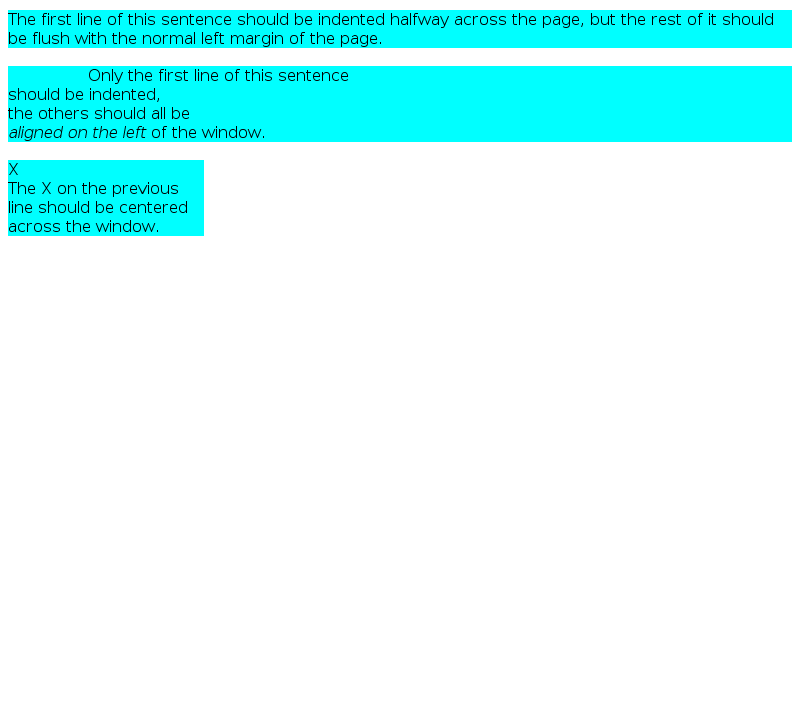 The first line of this sentence should be indented halfway across the page, but the rest of it should
be flush with the normal left margin of the page.
Only the first line of this sentence
should be indented,
the others should all be
aligned on the left of the window.
X
The X on the previous
line should be centered
across the window.